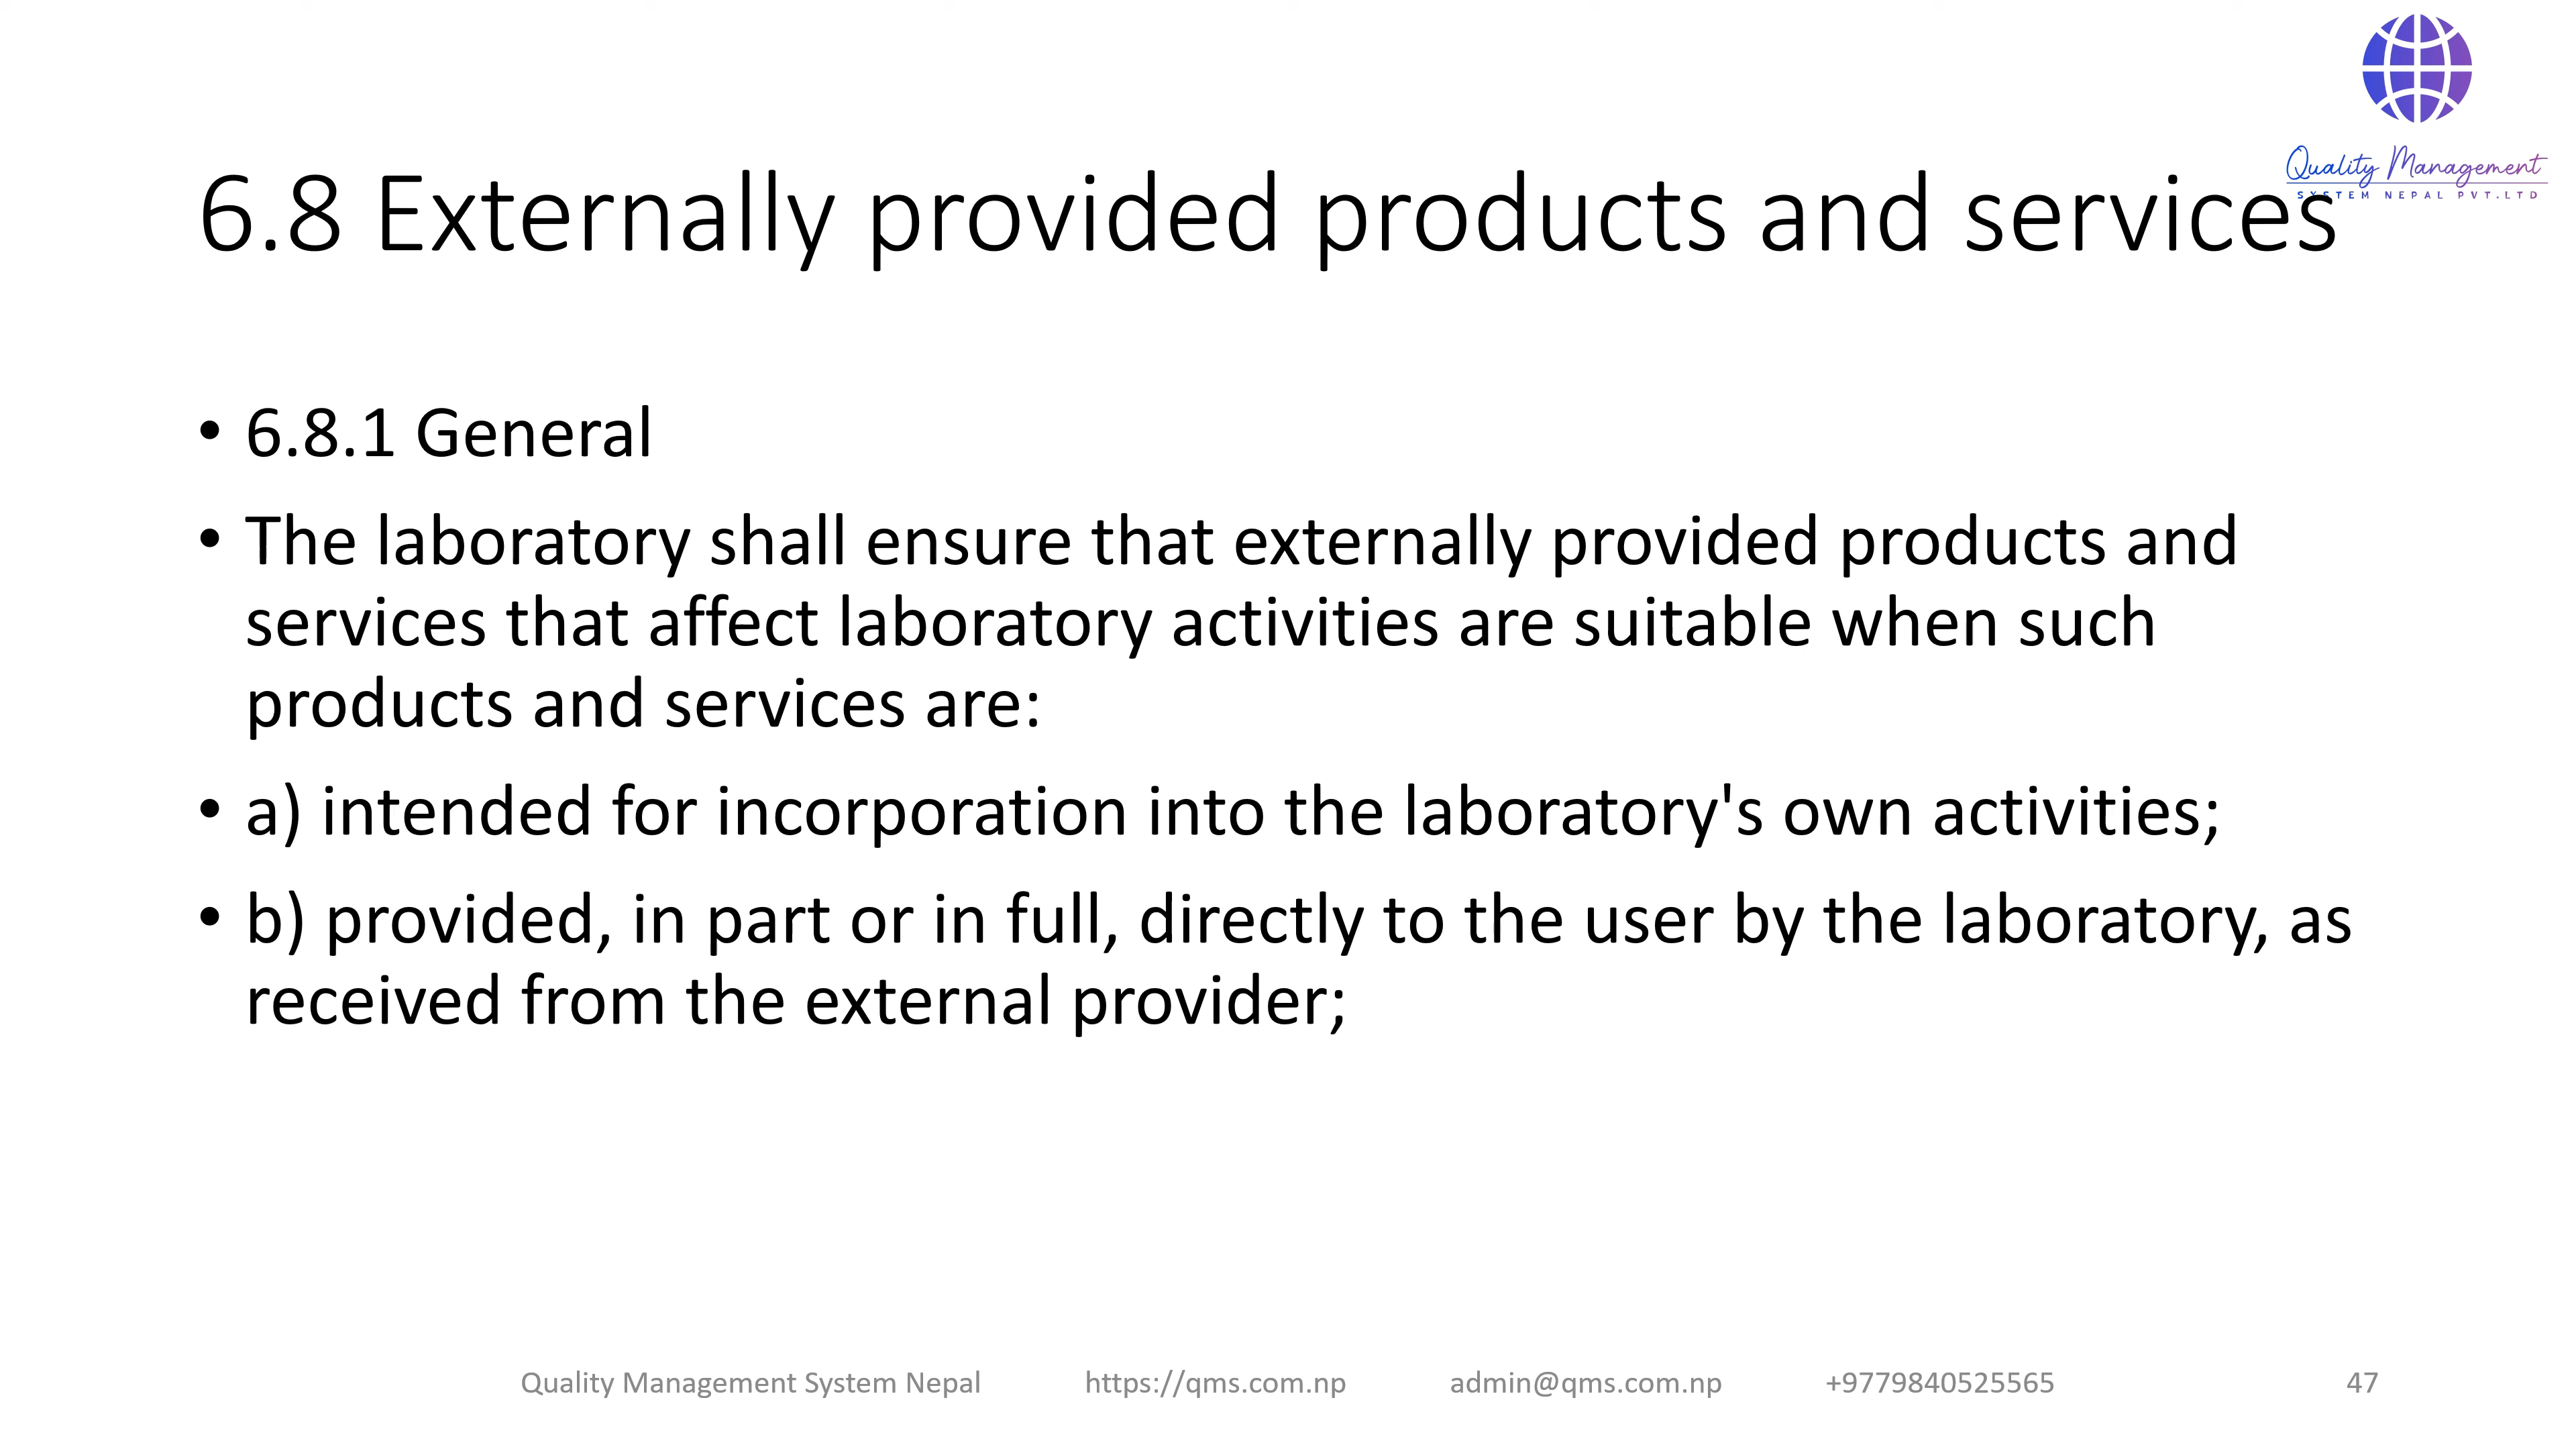 Quality Management
SYSTEM NEPAL PVT.LTD
6.8 Externally provided products and services
• 6.8.1 General
• The laboratory shall ensure that externally provided products and
services that affect laboratory activities are suitable when such
products and services are:
• a) intended for incorporation into the laboratory's own activities;
• b) provided, in part or in full, directly to the user by the laboratory, as
received from the external provider;
Quality Management System Nepal https://qms.com.np admin@qms.com.np +9779840525565 47